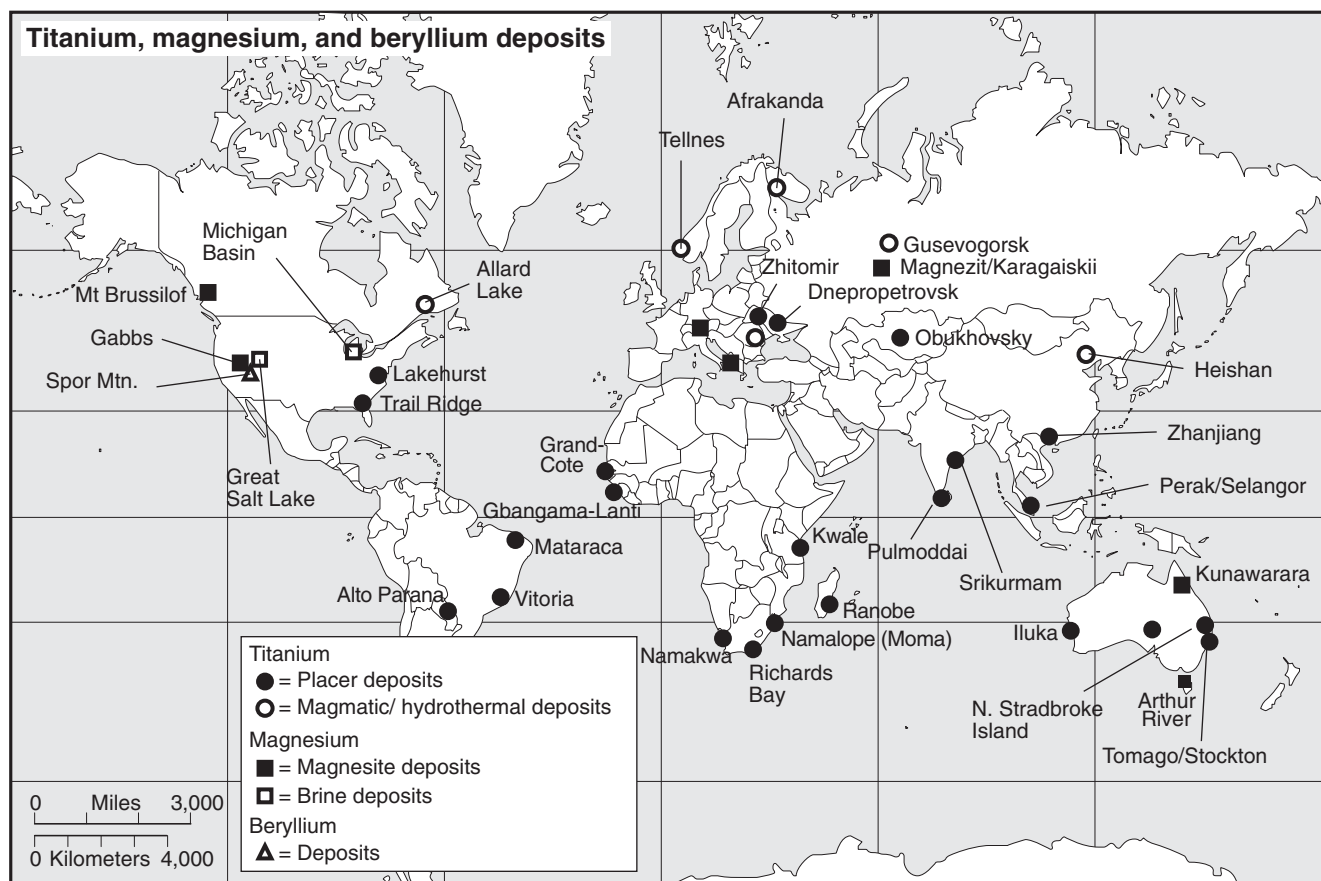 Titanium, magnesium, and beryllium deposits
Afrakanda
Tellnes
Michigan
Basin
Allard
Lake
Gusevogorsk
Magnezit/Karagaiskii
Zhitomir
Dnepropetrovsk
Mt Brussilof
Gabbs
Spor Mtn.
Obukhovsky
Heishan
Lakehurst
Trail Ridge
Zhanjiang
Grand-
Cote
Great
Salt Lake
Perak/Selangor
Gbangama-Lanti
Mataraca
Kwale
Pulmoddai
Srikurmam
Kunawarara
Alto Parana
Vitoria
Ranobe
Iluka
Namalope (Moma)
Namakwa
Richards
Bay
N. Stradbroke
Island
Arthur
River
Tomago/Stockton
Titanium
= Placer deposits
= Magmatic/ hydrothermal deposits
Magnesium
= Magnesite deposits
= Brine deposits
Beryllium
= Deposits
0 Miles 3,000
0 Kilometers 4,000